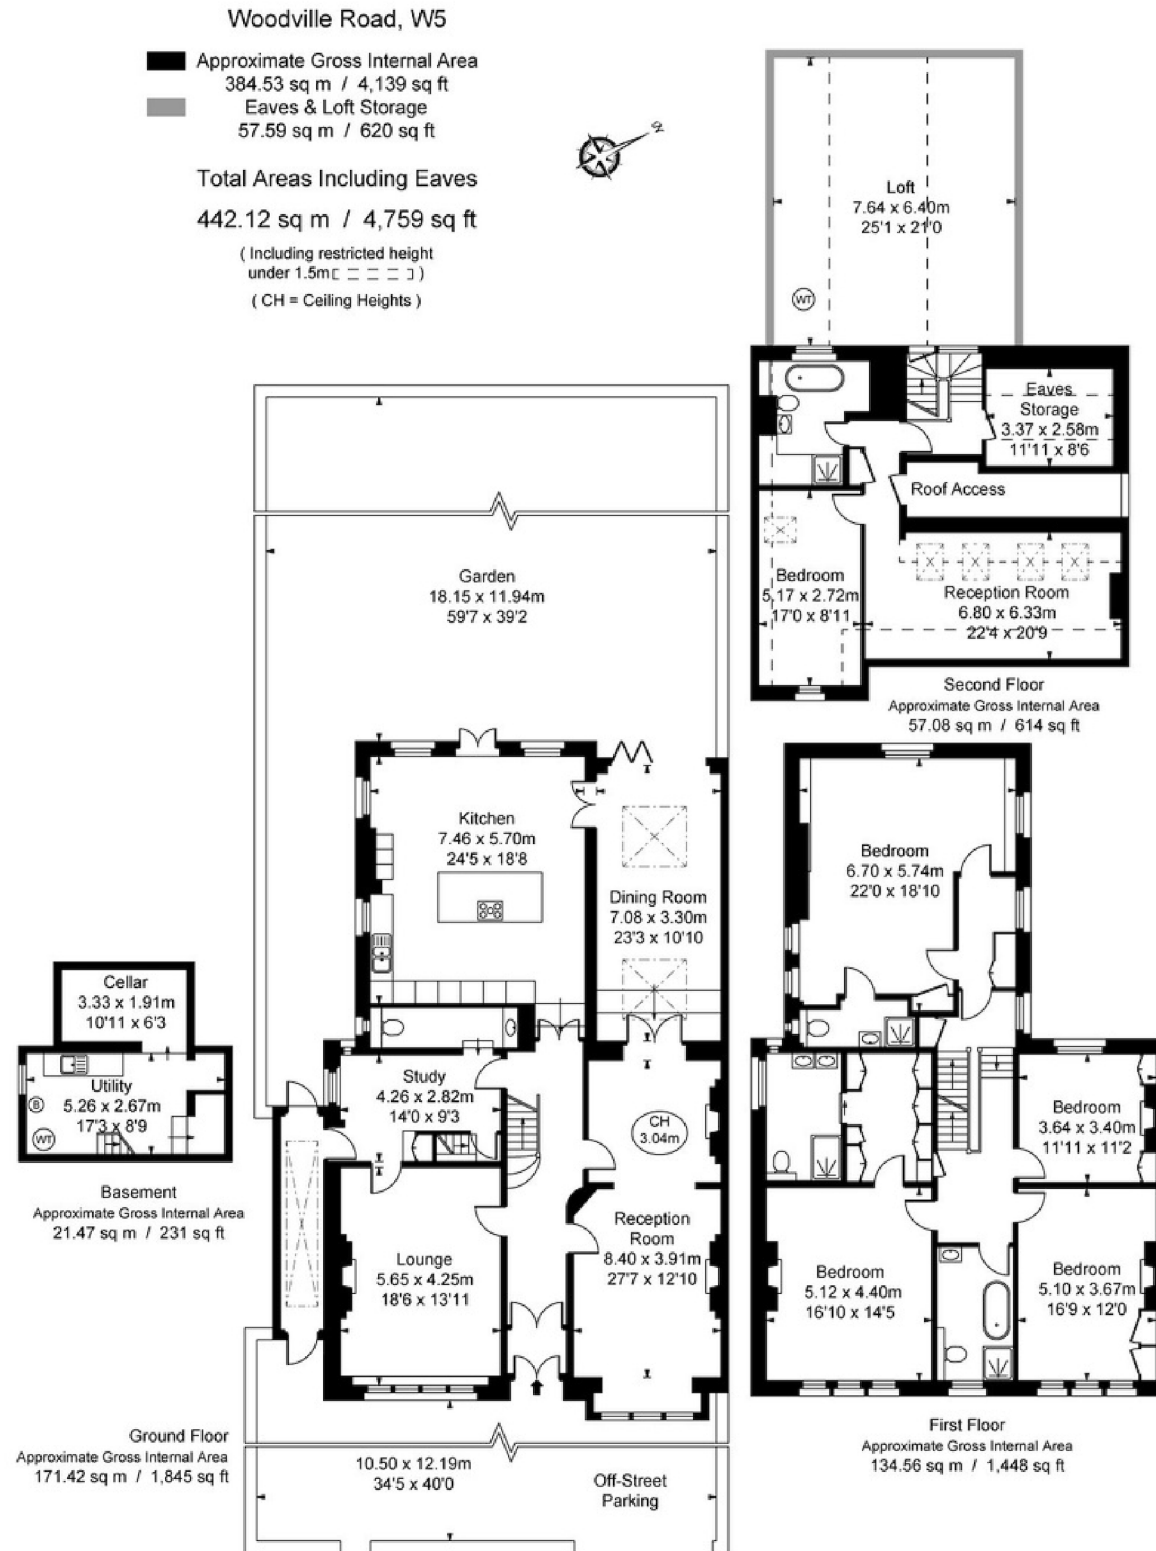 Woodville Road, W5
Approximate Gross Internal Area
384.53 sq m / 4,139 sq ft
Eaves & Loft Storage
57.59 sq m / 620 sq ft
Total Areas Including Eaves
442.12 sq m / 4,759 sq ft
( Including restricted height
under 1.5m )
( CH = Ceiling Heights )
N
Loft
7.64 x 6.40m
25'1 x 21'0
WT
Eaves
Storage
3.37 x 2.58m
11'11 x 8'6
Roof Access
Bedroom
5.17 x 2.72m
17'0 x 8'11
Reception Room
6.80 x 6.33m
22'4 x 20'9
Second Floor
Approximate Gross Internal Area
57.08 sq m / 614 sq ft
Garden
18.15 x 11.94m
59'7 x 39'2
Kitchen
7.46 x 5.70m
24'5 x 18'8
Dining Room
7.08 x 3.30m
23'3 x 10'10
Study
4.26 x 2.82m
14'0 x 9'3
CH
3.04m
Lounge
5.65 x 4.25m
18'6 x 13'11
Reception
Room
8.40 x 3.91m
27'7 x 12'10
Ground Floor
Approximate Gross Internal Area
171.42 sq m / 1,845 sq ft
10.50 x 12.19m
34'5 x 40'0
Off-Street
Parking
Cellar
3.33 x 1.91m
10'11 x 6'3
Utility
5.26 x 2.67m
17'3 x 8'9
B
WT
Basement
Approximate Gross Internal Area
21.47 sq m / 231 sq ft
Bedroom
6.70 x 5.74m
22'0 x 18'10
Bedroom
3.64 x 3.40m
11'11 x 11'2
Bedroom
5.12 x 4.40m
16'10 x 14'5
Bedroom
5.10 x 3.67m
16'9 x 12'0
First Floor
Approximate Gross Internal Area
134.56 sq m / 1,448 sq ft